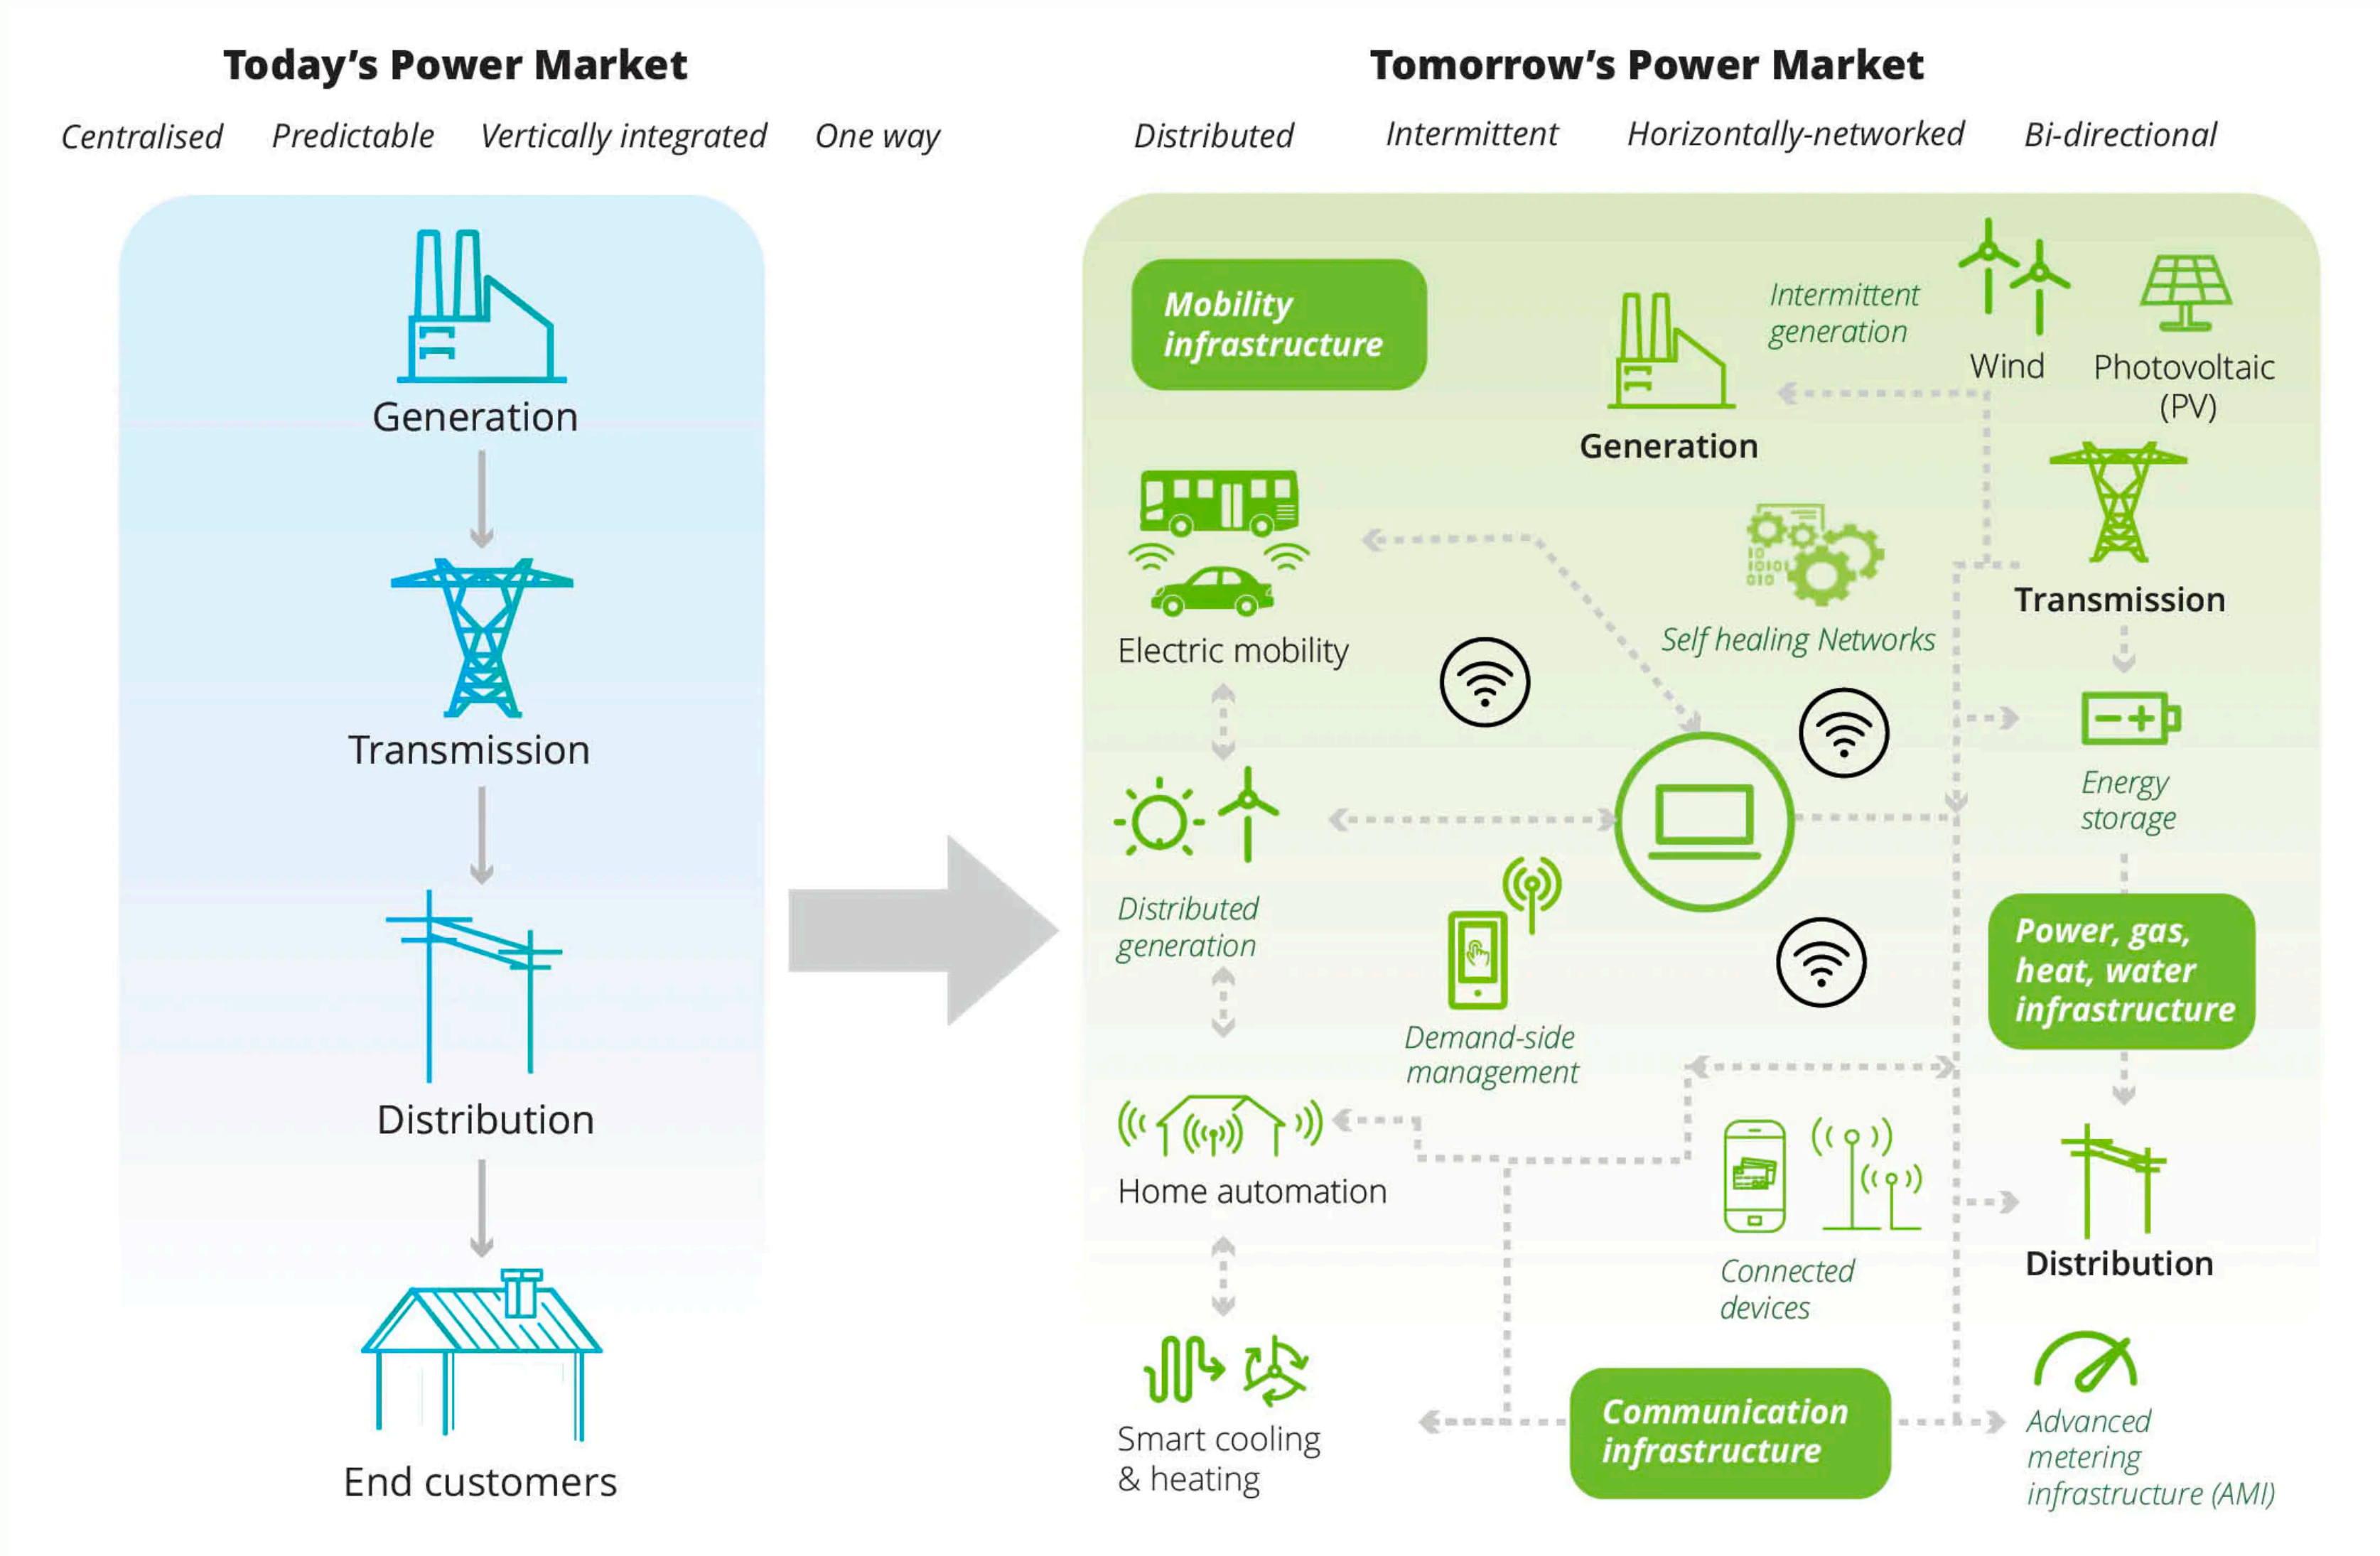 Today's Power Market
Centralised Predictable Vertically integrated One way
Generation
Transmission
Distribution
End customers
Tomorrow's Power Market
Distributed Intermittent Horizontally-networked Bi-directional
Mobility
infrastructure
Intermittent
generation
Wind
Photovoltaic
(PV)
Generation
Transmission
Self healing Networks
Electric mobility
Energy
storage
Distributed
generation
Power, gas,
heat, water
infrastructure
Demand-side
management
Home automation
Connected
devices
Distribution
Smart cooling
& heating
Communication
infrastructure
Advanced
metering
infrastructure (AMI)
10
10101
010